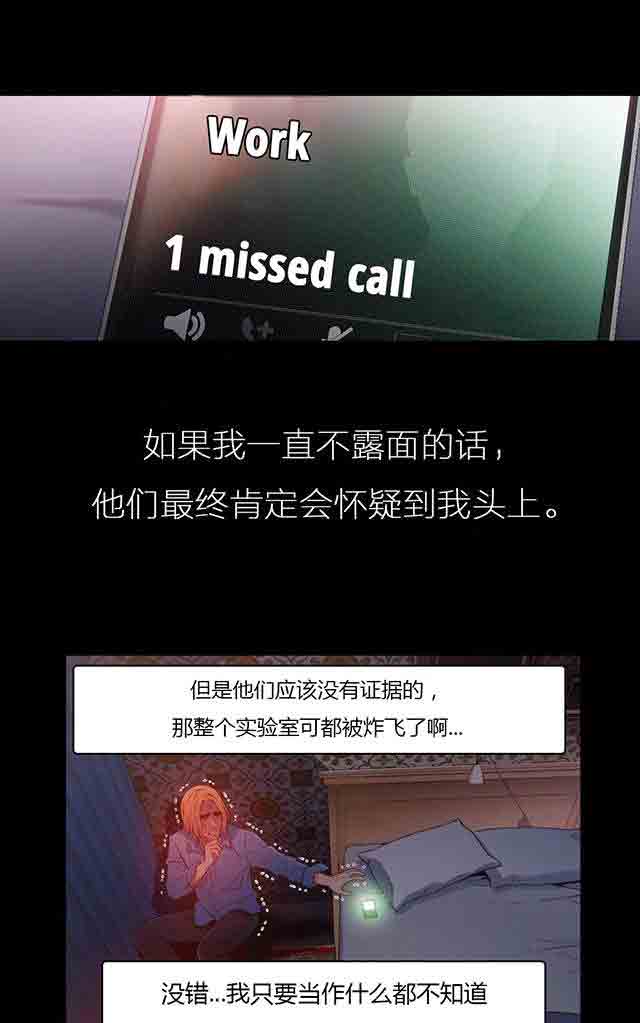 Work
1 missed call
如果我一直不露面的话，
他们最终肯定会怀疑到我头上。
但是他们应该没有证据的，
那整个实验室可都被炸飞了啊...
没错...我只要当作什么都不知道